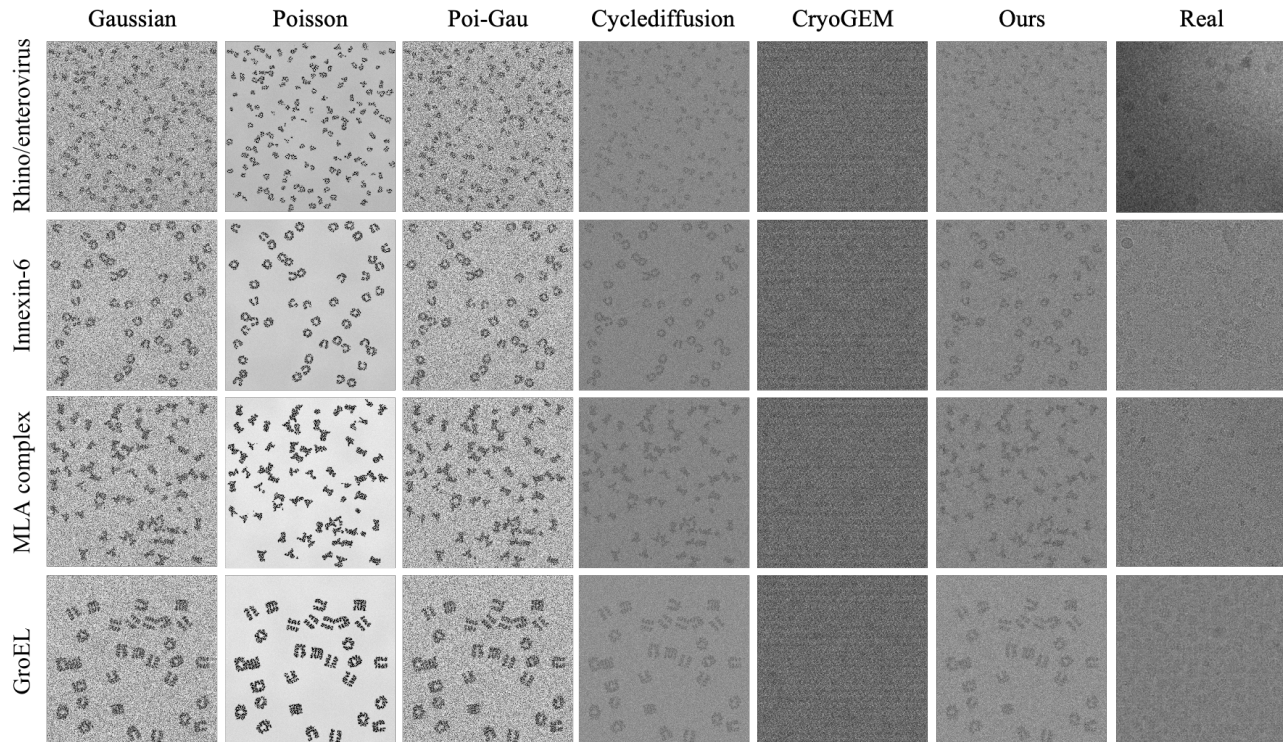 Gaussian Poisson Poi-Gau Cyclediffusion CryoGEM Ours Real
Rhino/enterovirus
Innexin-6
MLA complex
GroEL